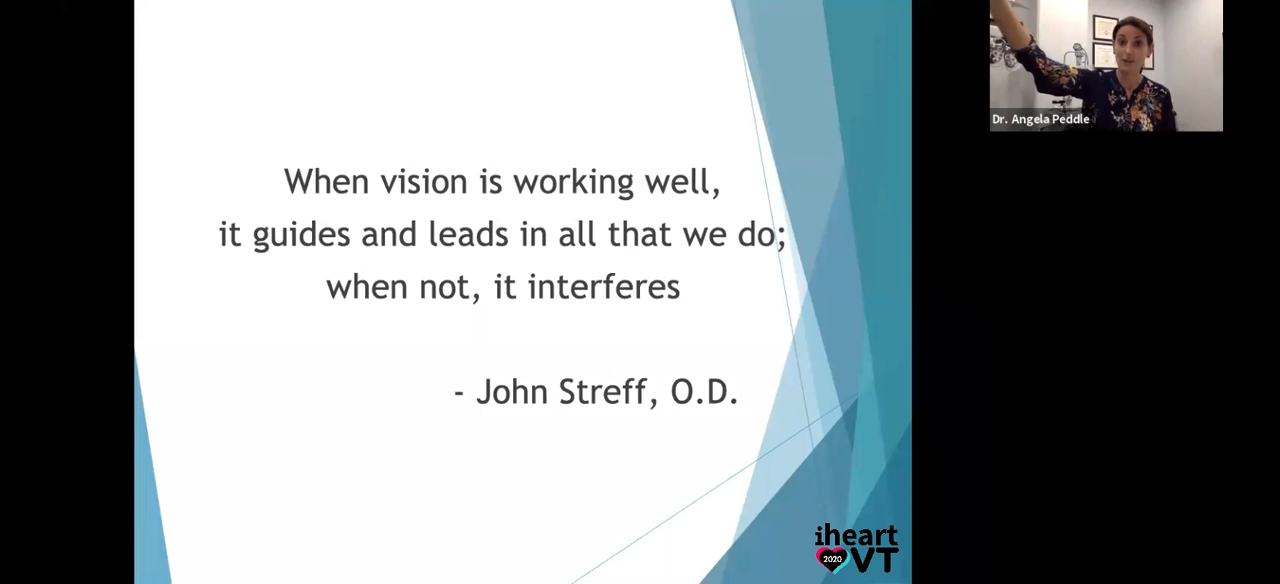 When vision is working well,
it guides and leads in all that we do;
when not, it interferes
- John Streff, O.D.
Dr. Angela Peddle
iheart
2020 VT